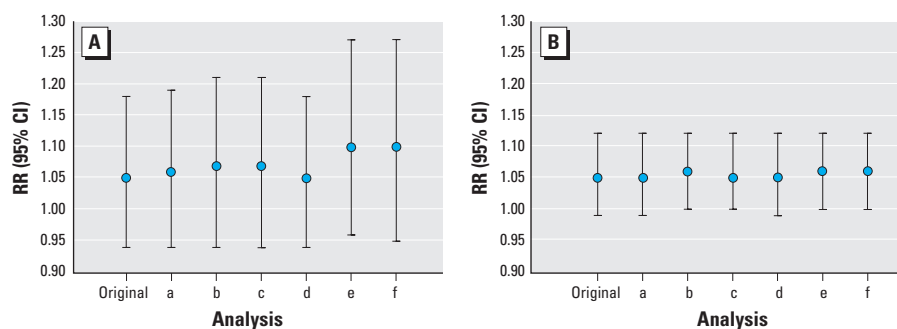 A
RR (95% CI)
1.30
1.25
1.20
1.15
1.10
1.05
1.00
0.95
0.90
Original a b c d e f
Analysis
B
RR (95% CI)
1.30
1.25
1.20
1.15
1.10
1.05
1.00
0.95
0.90
Original a b c d e f
Analysis